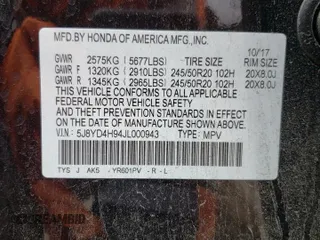 MFD. BY HONDA OF AMERICA MFG., INC. 10/17
GVWR 2575KG (5677LBS) TIRE SIZE RIM SIZE
GAWR F 1320KG (2910LBS) 245/50R20 102H 20X8.0J
GAWR R 1345KG (2965LBS) 245/50R20 102H 20X8.0J
THIS VEHICLE CONFORMS TO ALL APPLICABLE
FEDERAL MOTOR VEHICLE SAFETY AND
THEFT PREVENTION STANDARDS IN EFFECT ON
THE DATE OF MANUFACTURE SHOWN ABOVE.
V.I.N.: 5J8YD4H94JL000943 TYPE: MPV
TYS J AK5 - YR601PV - R - L